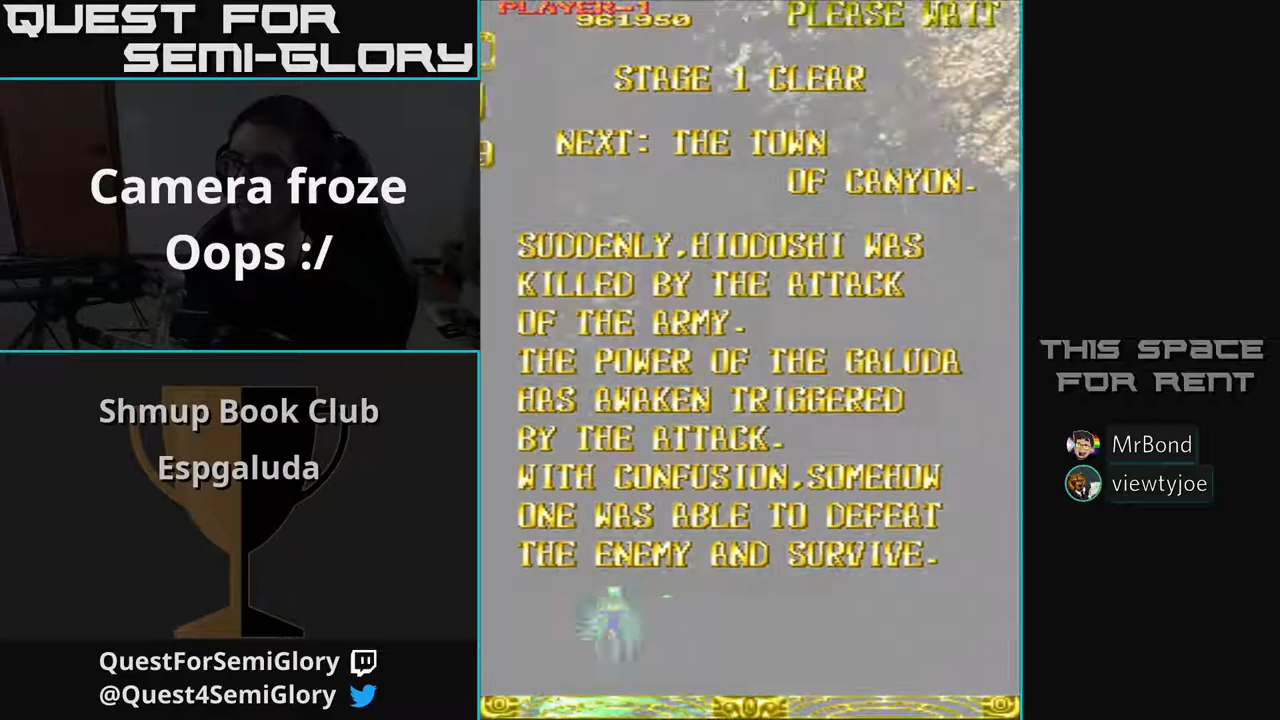 QUEST FOR
SEMI-GLORY
Camera froze
Oops :/
Shmup Book Club
Espgaluda
QuestForSemiGlory
@Quest4SemiGlory
PLAYER-1
961950
PLEASE WAIT
STAGE 1 CLEAR
NEXT: THE TOWN
OF CANYON.
SUDDENLY,HIODOSHI WAS
KILLED BY THE ATTACK
OF THE ARMY.
THE POWER OF THE GALUDA
HAS AWAKEN TRIGGERED
BY THE ATTACK.
WITH CONFUSION,SOMEHOW
ONE WAS ABLE TO DEFEAT
THE ENEMY AND SURVIVE.
THIS SPACE
FOR RENT
MrBond
viewtyjoe